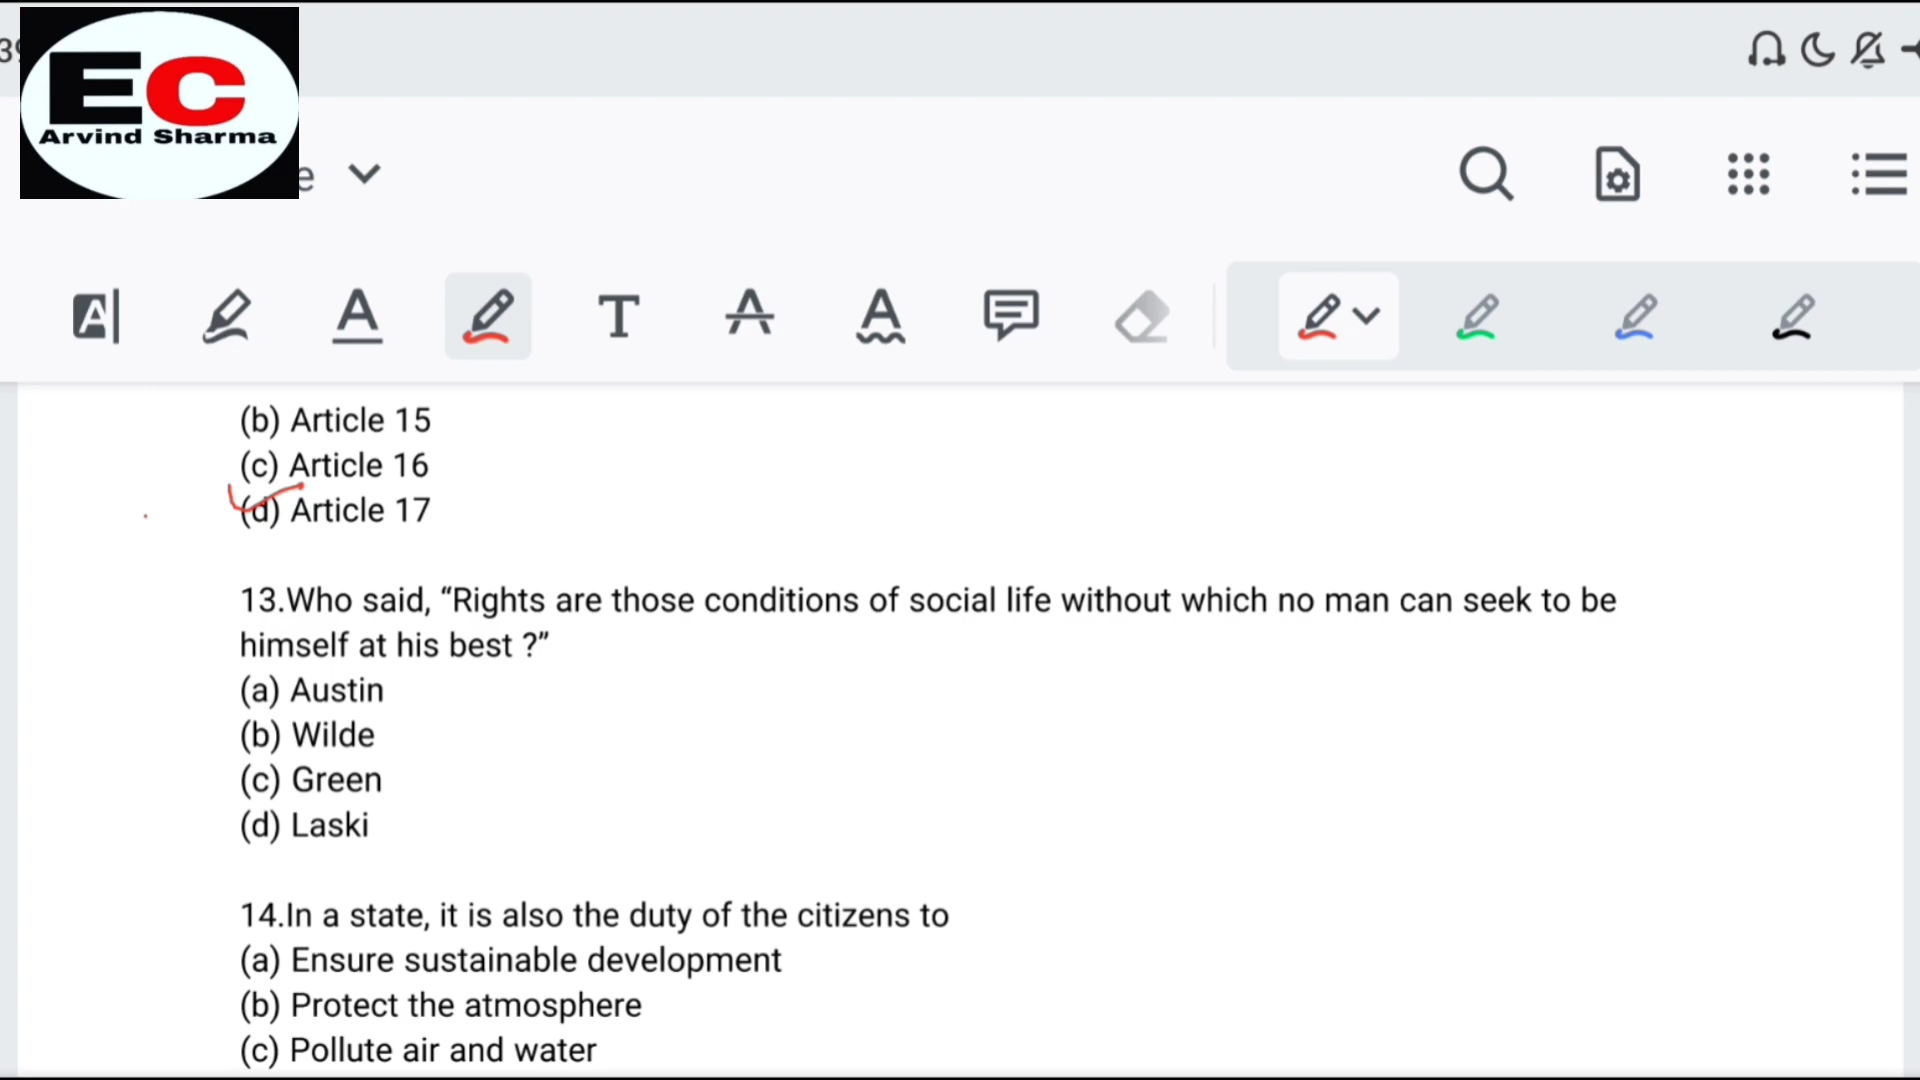 39
EC
Arvind Sharma
e
A
A
T
A
A
(b) Article 15
(c) Article 16
(d) Article 17
13.Who said, “Rights are those conditions of social life without which no man can seek to be
himself at his best ?”
(a) Austin
(b) Wilde
(c) Green
(d) Laski
14.In a state, it is also the duty of the citizens to
(a) Ensure sustainable development
(b) Protect the atmosphere
(c) Pollute air and water